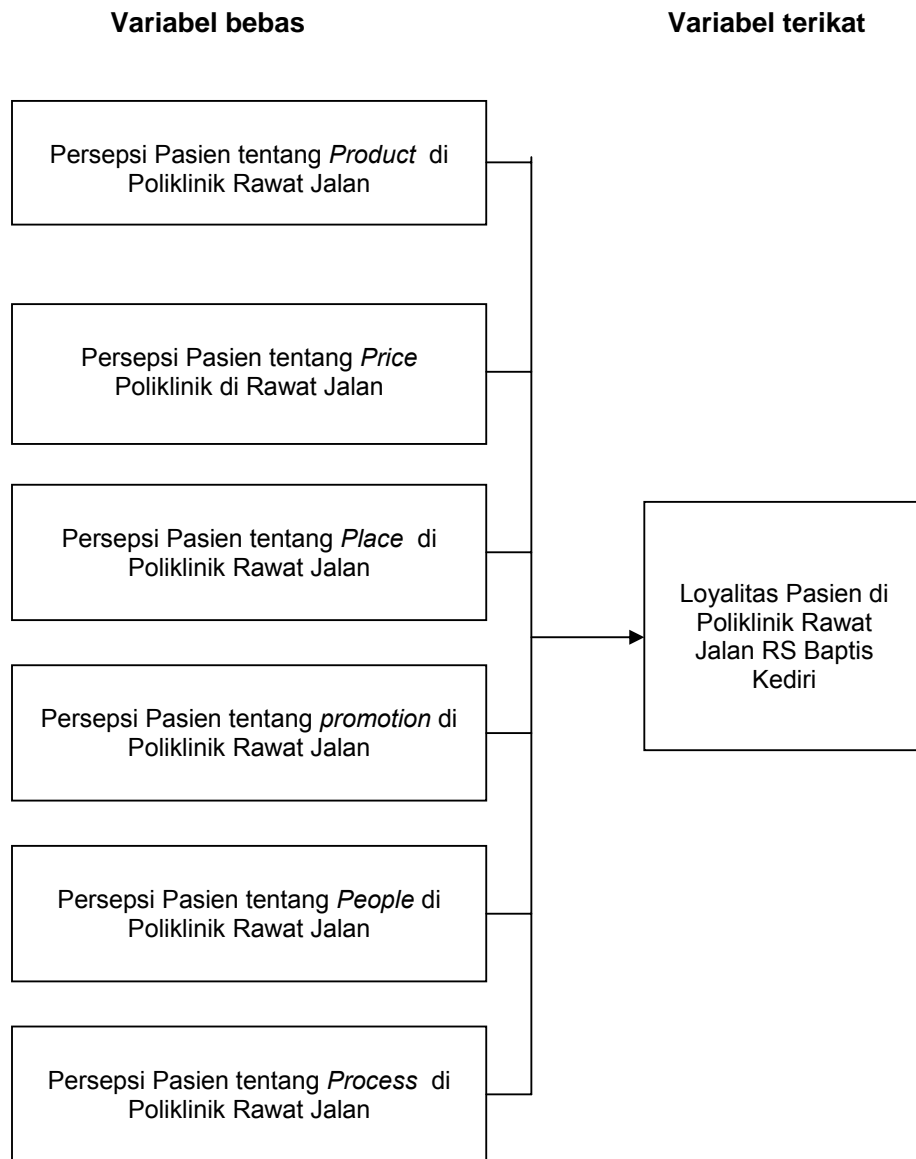 Variabel bebas
Variabel terikat
Persepsi Pasien tentang Product di
Poliklinik Rawat Jalan
Persepsi Pasien tentang Price
Poliklinik di Rawat Jalan
Persepsi Pasien tentang Place di
Poliklinik Rawat Jalan
Persepsi Pasien tentang promotion di
Poliklinik Rawat Jalan
Persepsi Pasien tentang People di
Poliklinik Rawat Jalan
Persepsi Pasien tentang Process di
Poliklinik Rawat Jalan
Loyalitas Pasien di
Poliklinik Rawat
Jalan RS Baptis
Kediri